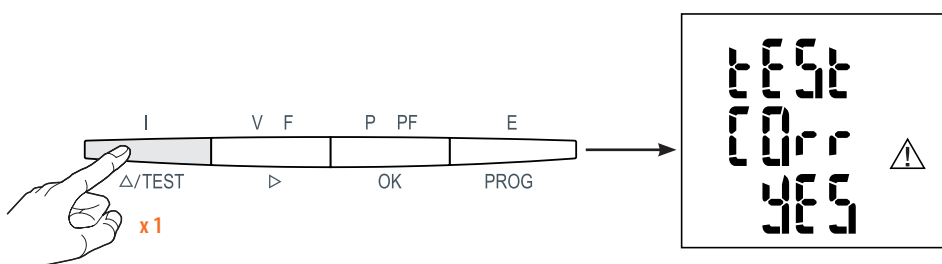 I V F P PF E
△/TEST ▷ OK PROG
x 1
tESt
COrr
YES